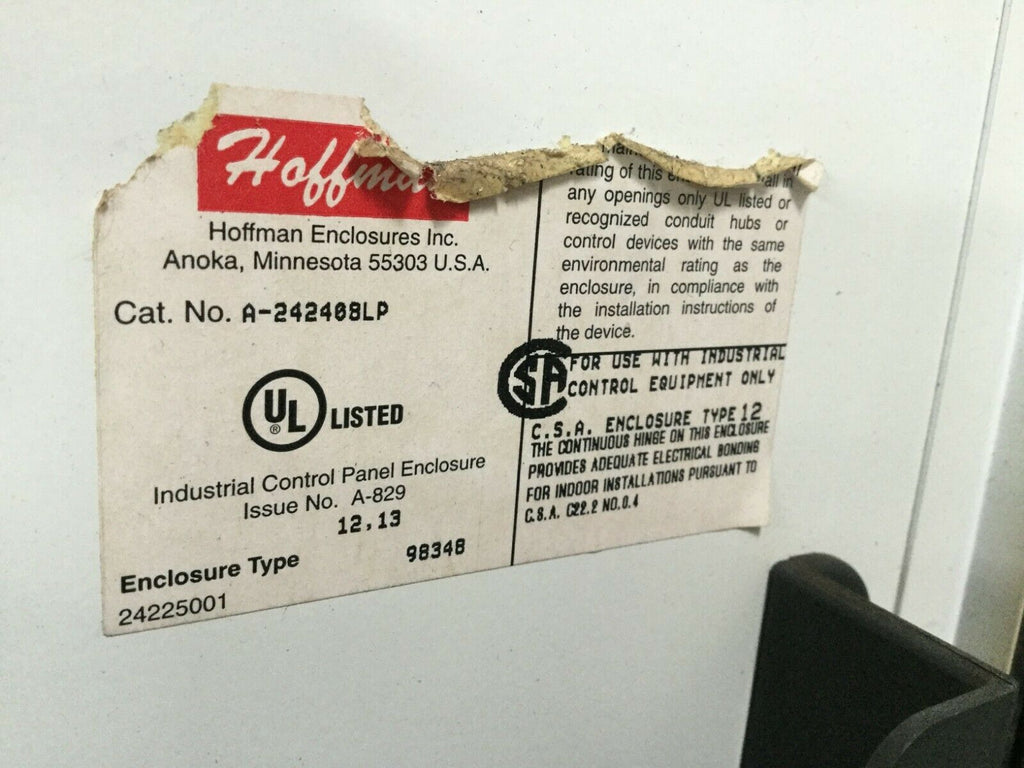 Hoffman
Hoffman Enclosures Inc.
Anoka, Minnesota 55303 U.S.A.
Cat. No. A-242408LP
UL® LISTED
Industrial Control Panel Enclosure
Issue No. A-829
12,13
Enclosure Type
98348
24225001
rating of this in
any openings only UL listed or
recognized conduit hubs or
control devices with the same
environmental rating as the
enclosure, in compliance with
the installation instructions of
the device.
SA
FOR USE WITH INDUSTRIAL
CONTROL EQUIPMENT ONLY
C.S.A. ENCLOSURE TYPE 12
THE CONTINUOUS HINGE ON THIS ENCLOSURE
PROVIDES ADEQUATE ELECTRICAL BONDING
FOR INDOOR INSTALLATIONS PURSUANT TO
C.S.A. C22.2 NO.0.4